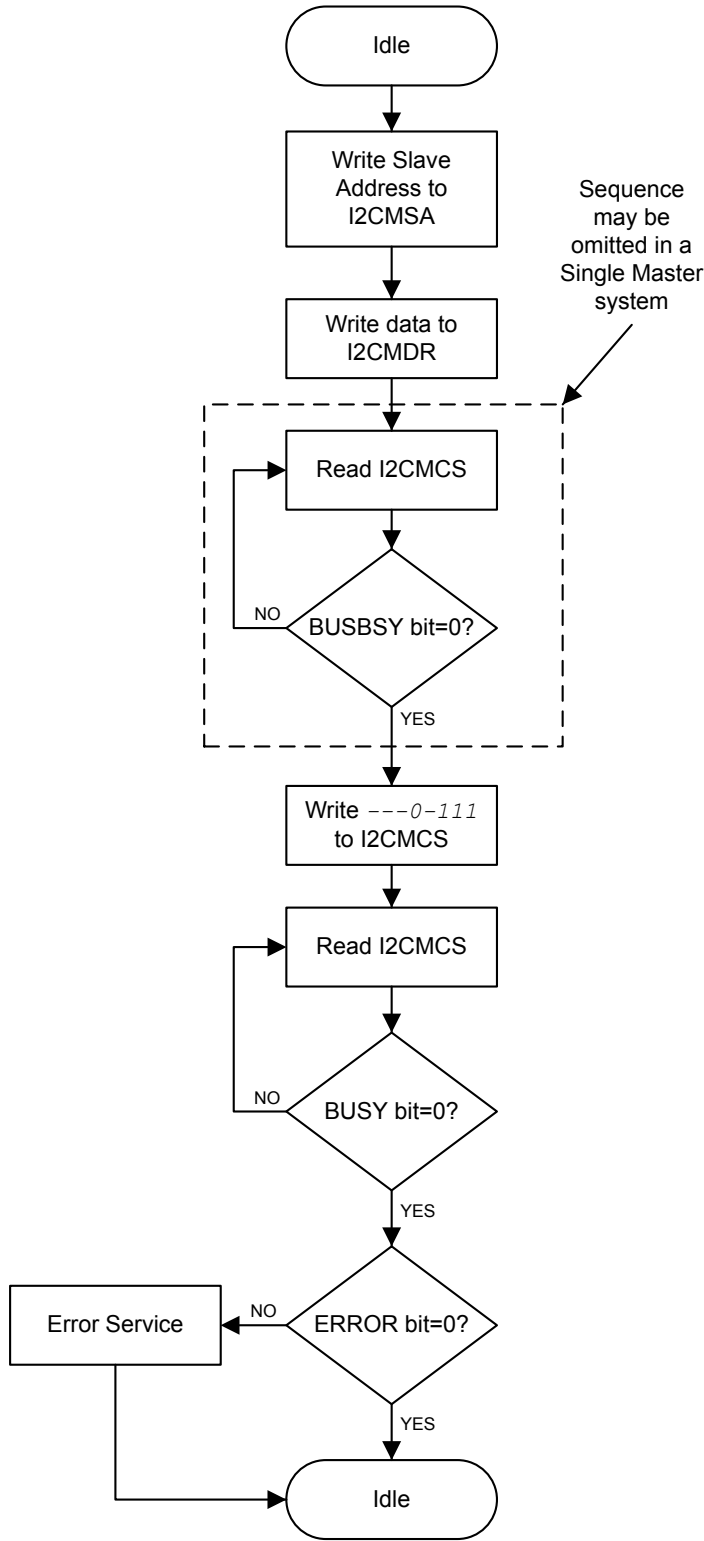 Idle
Write Slave
Address to
I2CMSA
Sequence
may be
omitted in a
Single Master
system
Write data to
I2CMDR
Read I2CMCS
NO
BUSBSY bit=0?
YES
Write ---0-111
to I2CMCS
Read I2CMCS
NO
BUSY bit=0?
YES
Error Service
NO
ERROR bit=0?
YES
Idle